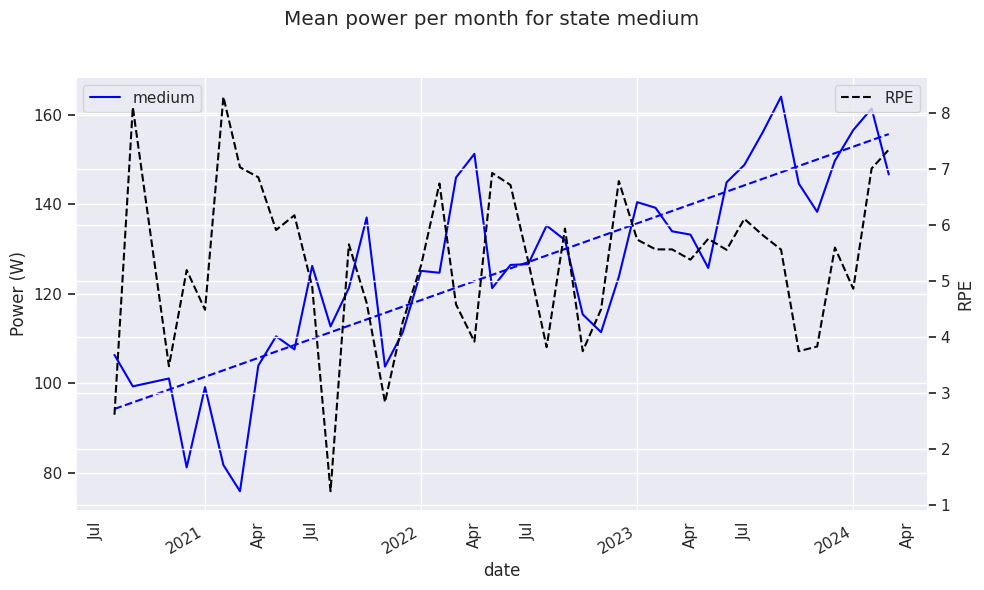 Mean power per month for state medium
medium
RPE
160
140
120
100
80
Power (W)
8
7
6
5
4
3
2
1
RPE
Jul
2021
Apr
Jul
2022
Apr
Jul
2023
Apr
Jul
2024
Apr
date